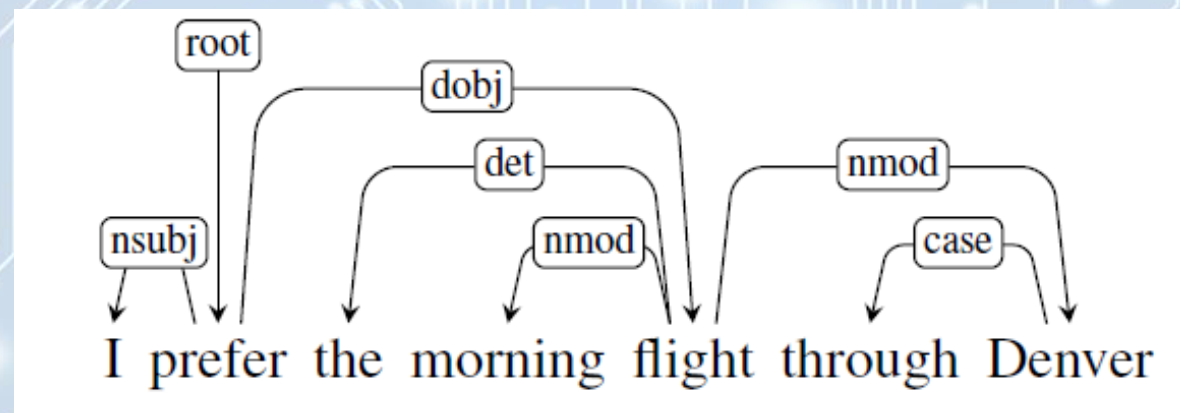 root
dobj
det
nmod
nsubj
nmod
case
I prefer the morning flight through Denver